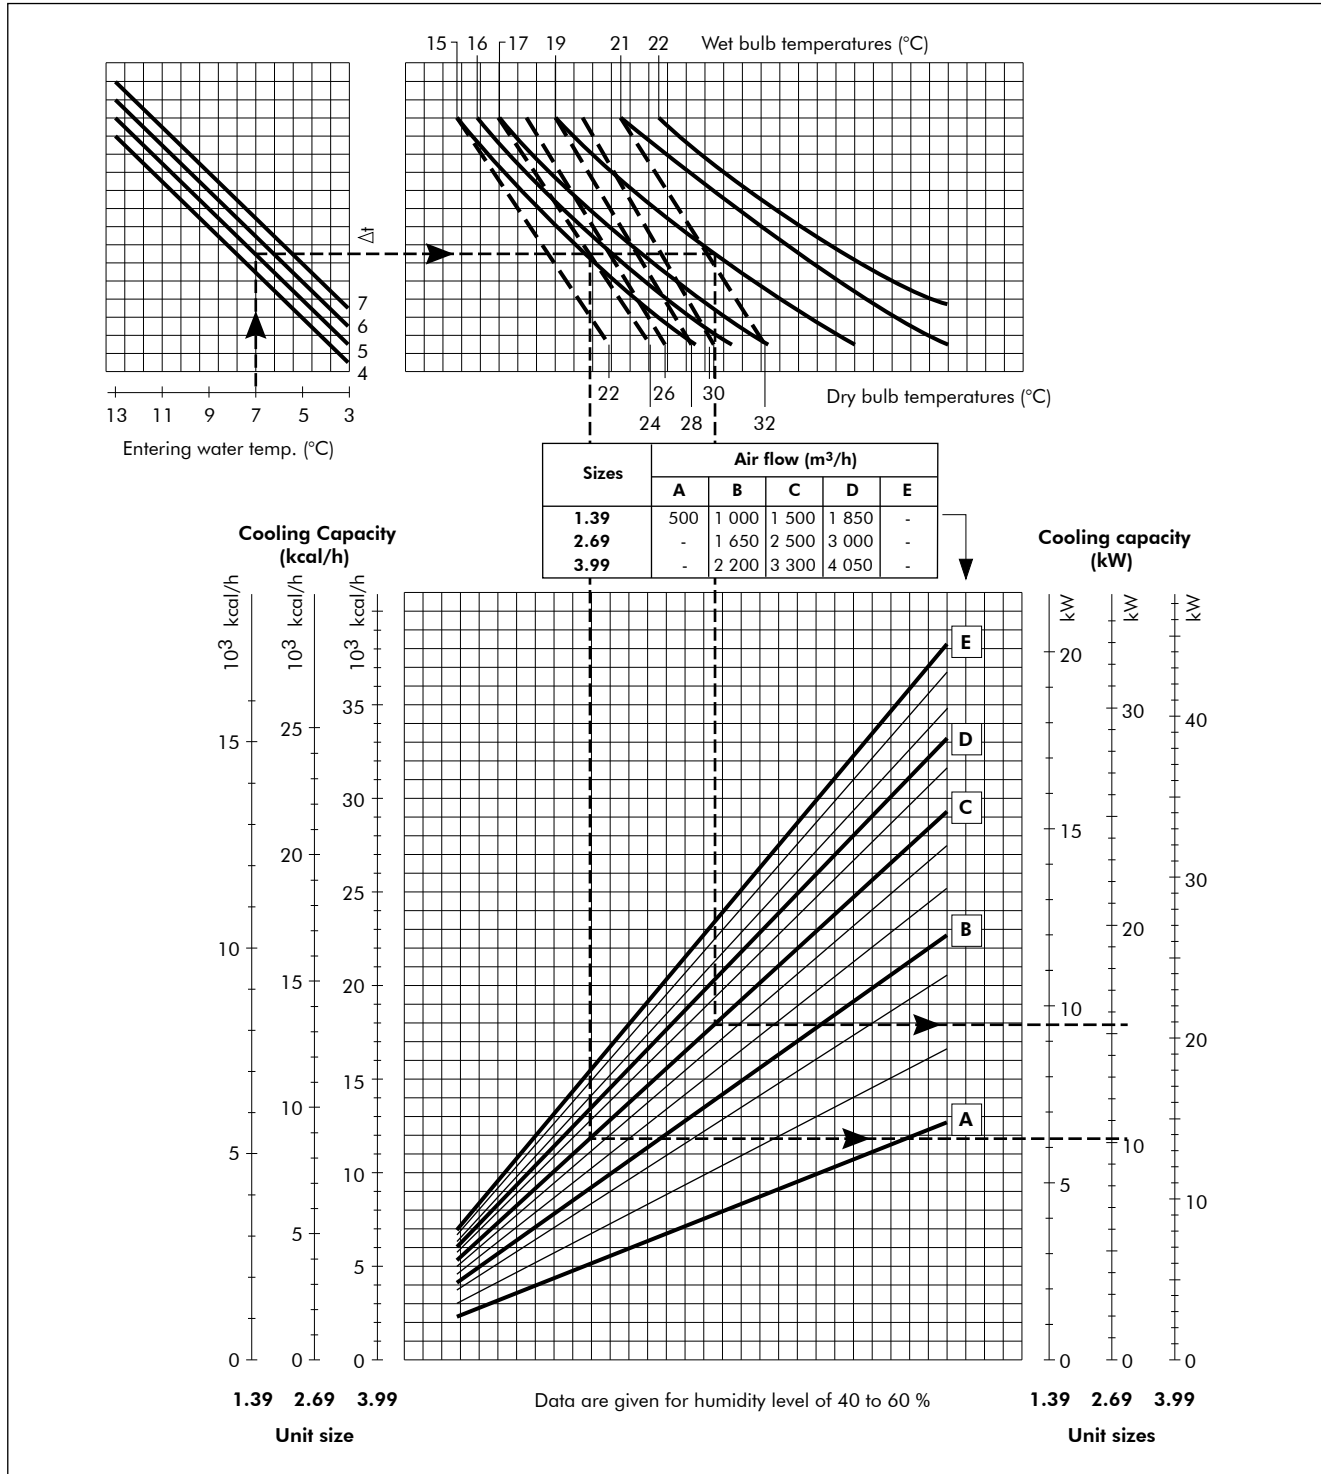 15 16 17 19 21 22 Wet bulb temperatures (°C)
Δt
7
6
5
4
13 11 9 7 5 3
Entering water temp. (°C)
22 26 30 Dry bulb temperatures (°C)
24 28 32
Sizes Air flow (m³/h)
A B C D E
1.39 500 1 000 1 500 1 850 -
2.69 - 1 650 2 500 3 000 -
3.99 - 2 200 3 300 4 050 -
Cooling Capacity
(kcal/h)
10³ kcal/h 10³ kcal/h 10³ kcal/h
15
10
5
0
25
20
15
10
5
0
35
30
25
20
15
10
5
0
1.39 2.69 3.99
Unit size
E
D
C
B
A
Data are given for humidity level of 40 to 60 %
Cooling capacity
(kW)
kW kW kW
20
15
10
5
0
30
20
10
0
40
30
20
10
0
1.39 2.69 3.99
Unit sizes